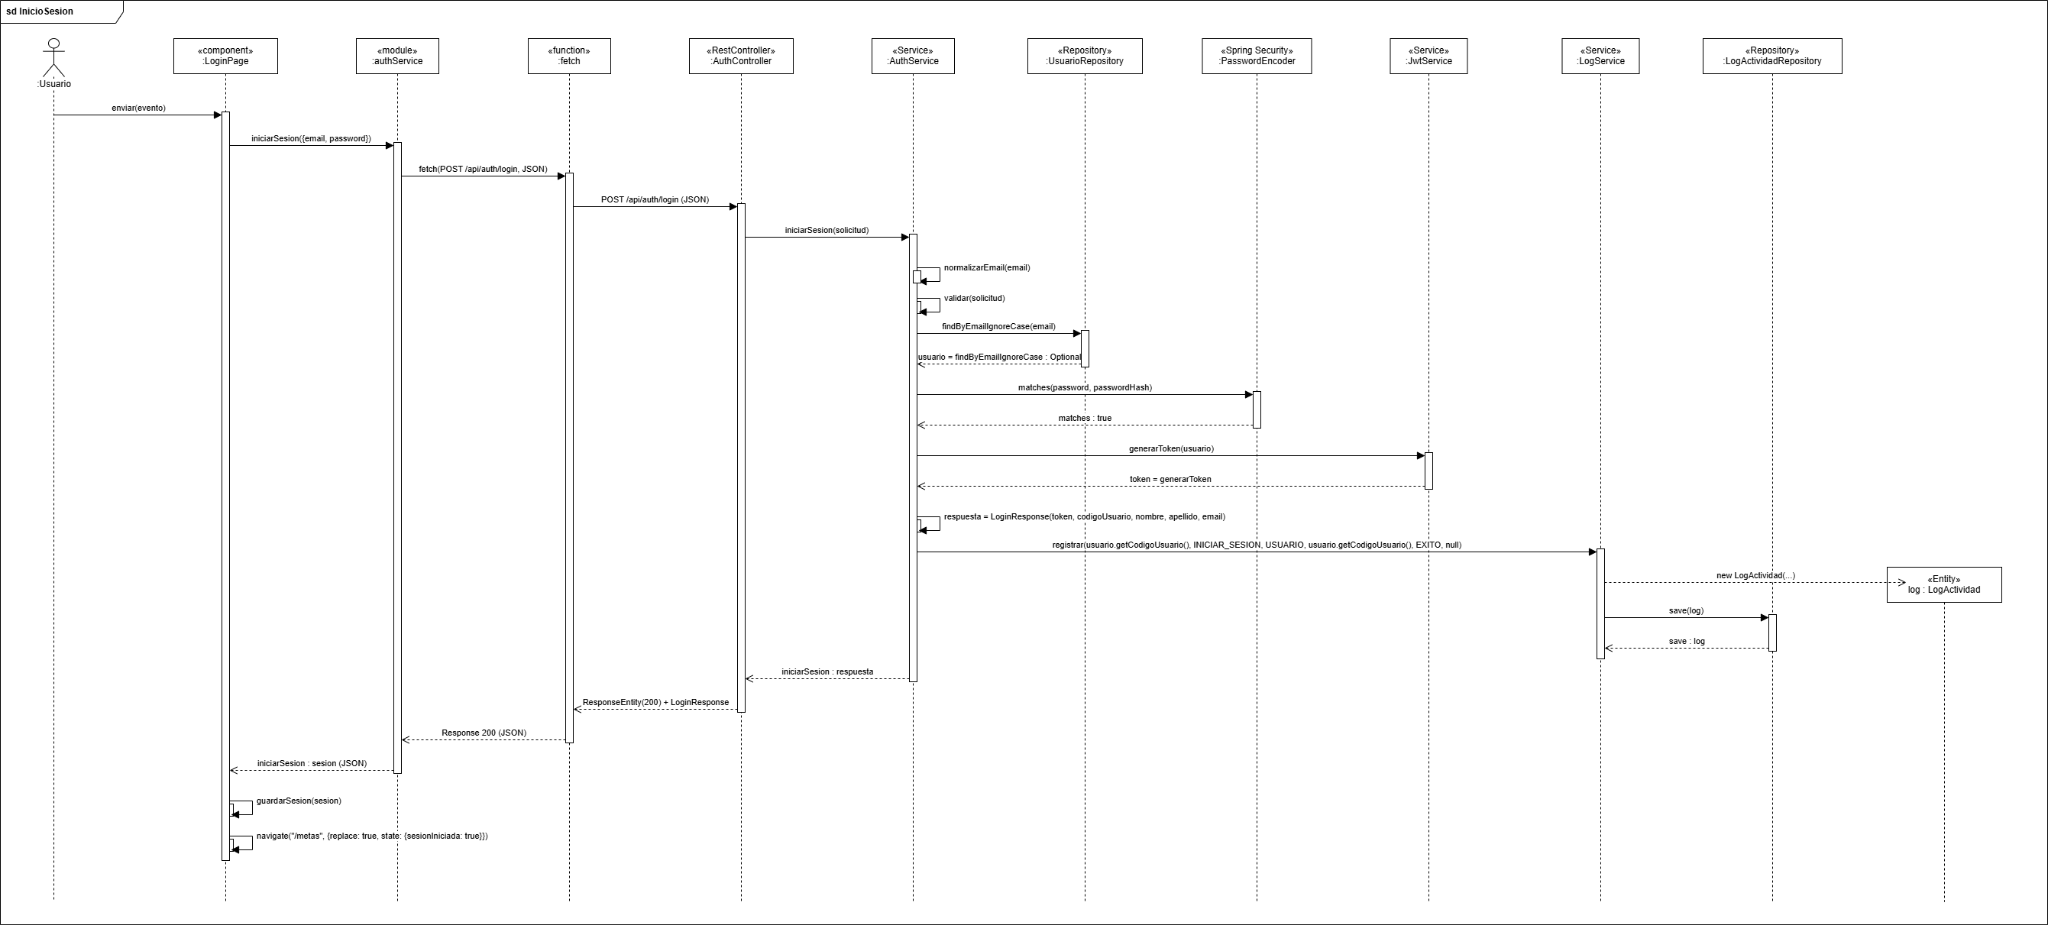 sd InicioSesion
:Usuario
«component»
:LoginPage
«module»
:authService
«function»
:fetch
«RestController»
:AuthController
«Service»
:AuthService
«Repository»
:UsuarioRepository
«Spring Security»
:PasswordEncoder
«Service»
:JwtService
«Service»
:LogService
«Repository»
:LogActividadRepository
enviar(evento)
iniciarSesion({email, password})
fetch(POST /api/auth/login, JSON)
POST /api/auth/login (JSON)
iniciarSesion(solicitud)
normalizarEmail(email)
validar(solicitud)
findByEmailIgnoreCase(email)
usuario = findByEmailIgnoreCase : Optional
matches(password, passwordHash)
matches : true
generarToken(usuario)
token = generarToken
respuesta = LoginResponse(token, codigoUsuario, nombre, apellido, email)
registrar(usuario.getCodigoUsuario(), INICIAR_SESION, USUARIO, usuario.getCodigoUsuario(), EXITO, null)
new LogActividad(...)
«Entity»
log : LogActividad
save(log)
save : log
iniciarSesion : respuesta
ResponseEntity(200) + LoginResponse
Response 200 (JSON)
iniciarSesion : sesion (JSON)
guardarSesion(sesion)
navigate("/metas", {replace: true, state: {sesionIniciada: true}})